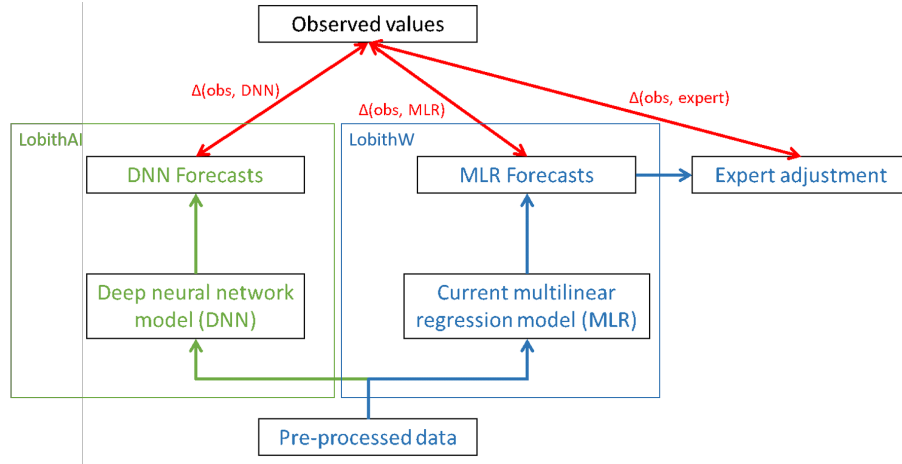 Observed values
Δ(obs, DNN)
Δ(obs, MLR)
Δ(obs, expert)
LobithAI
LobithW
DNN Forecasts
MLR Forecasts
Expert adjustment
Deep neural network
model (DNN)
Current multilinear
regression model (MLR)
Pre-processed data